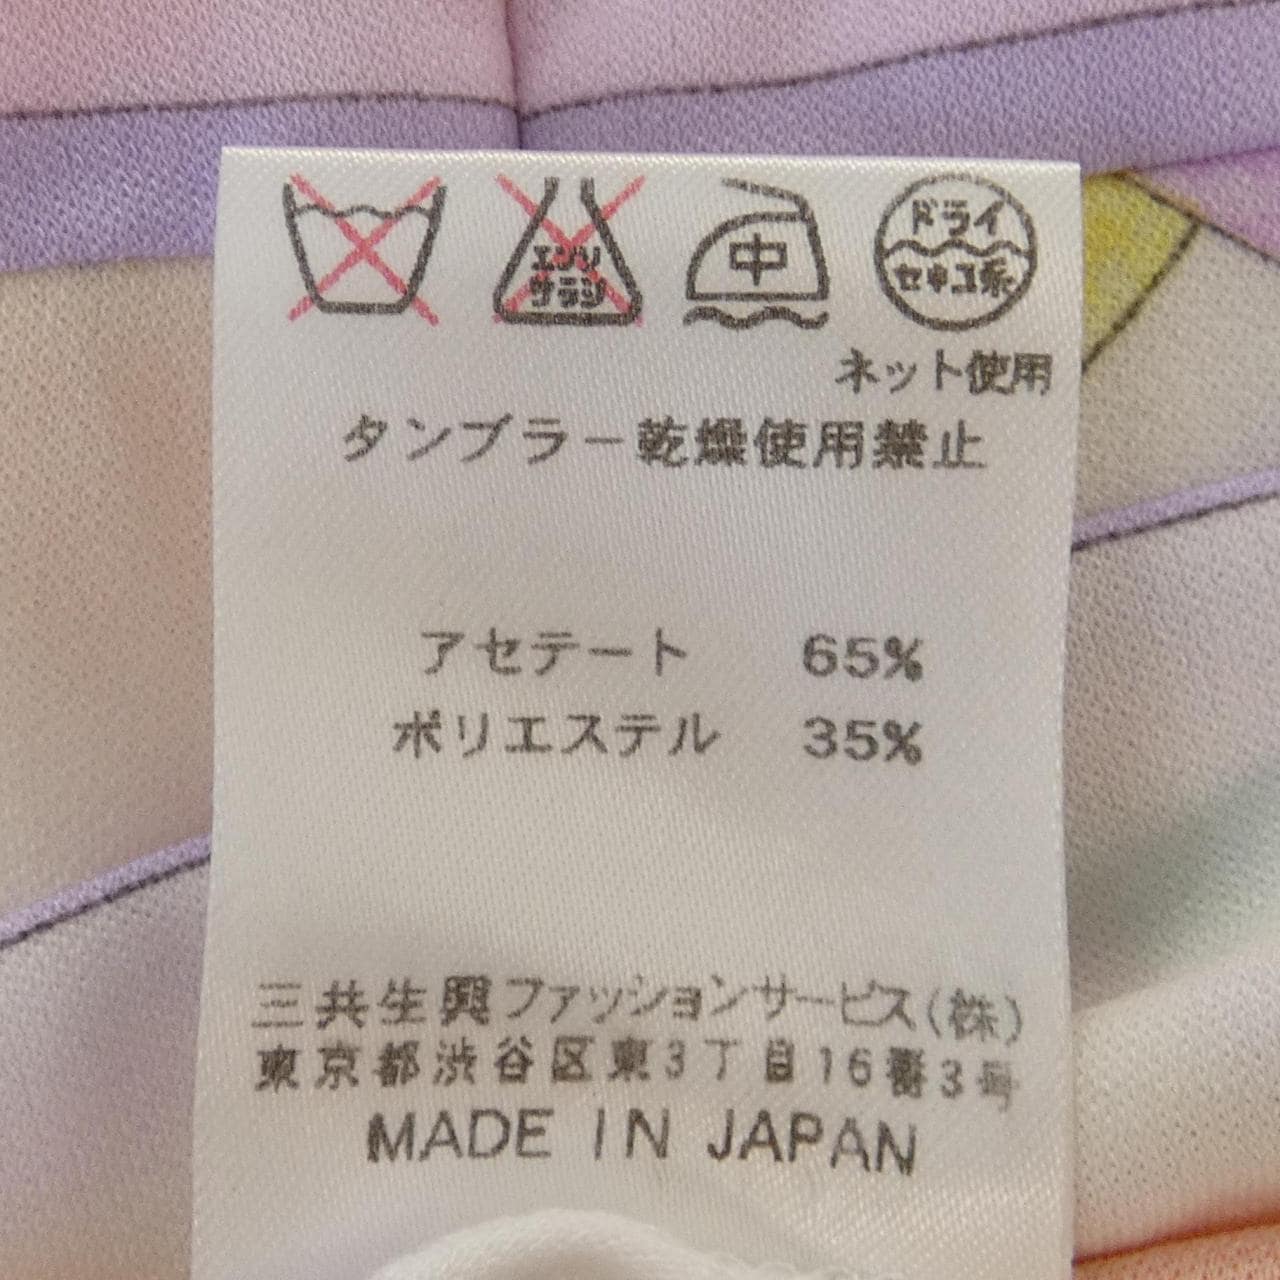 エンソ
サラシ
中
ドライ
セキユ系
ネット使用
タンブラー乾燥使用禁止
アセテート 65%
ポリエステル 35%
三共生興ファッションサービス(株)
東京都渋谷区東3丁目16番3号
MADE IN JAPAN